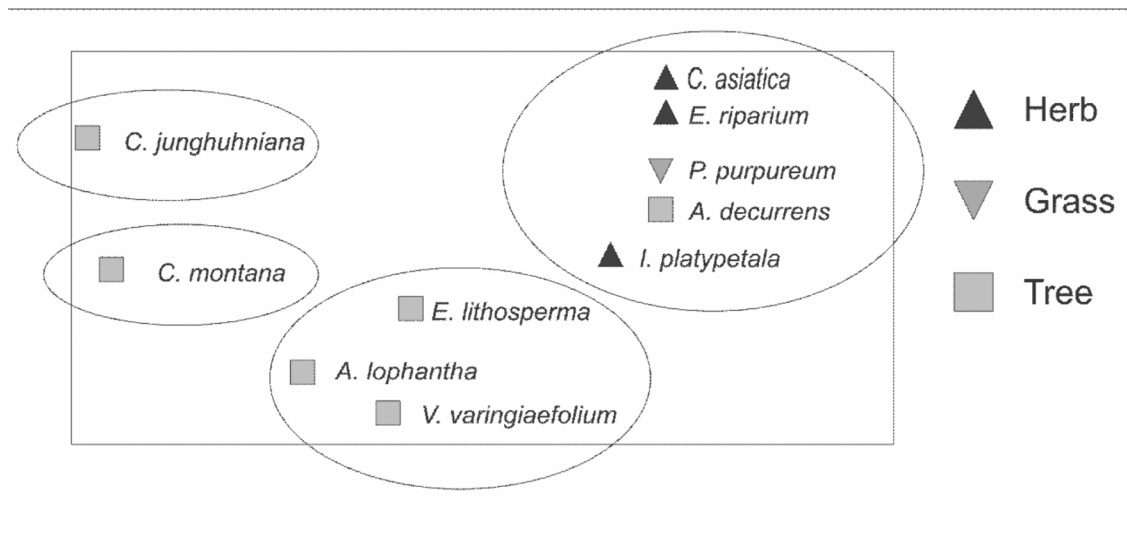 C. asiatica
E. riparium
P. purpureum
A. decurrens
I. platypetala
C. junghuhniana
C. montana
E. lithosperma
A. lophantha
V. varingiaefolium
Herb
Grass
Tree